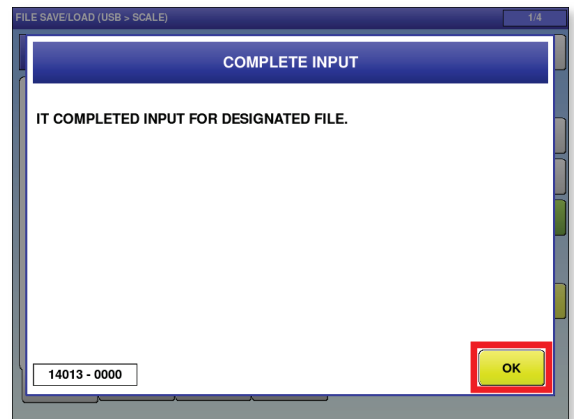 FILE SAVE/LOAD (USB > SCALE)
1/4
COMPLETE INPUT
IT COMPLETED INPUT FOR DESIGNATED FILE.
14013 - 0000
OK